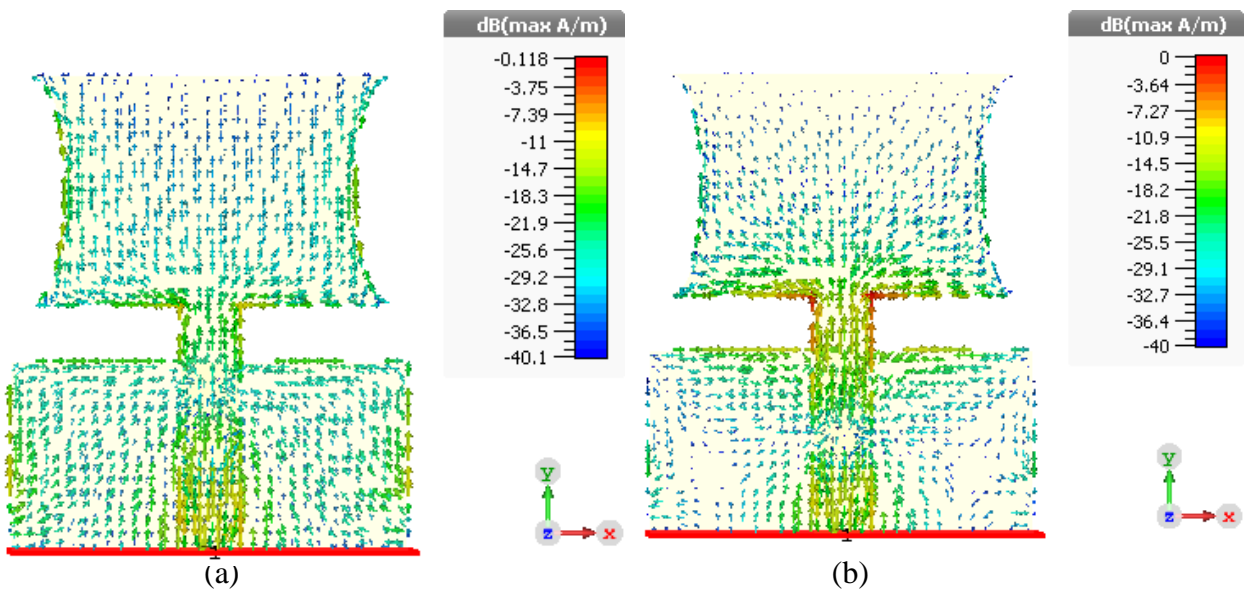 dB(max A/m)
-0.118
-3.75
-7.39
-11
-14.7
-18.3
-21.9
-25.6
-29.2
-32.8
-36.5
-40.1
y
z
x
1
(a)
dB(max A/m)
0
-3.64
-7.27
-10.9
-14.5
-18.2
-21.8
-25.5
-29.1
-32.7
-36.4
-40
y
z
x
1
(b)